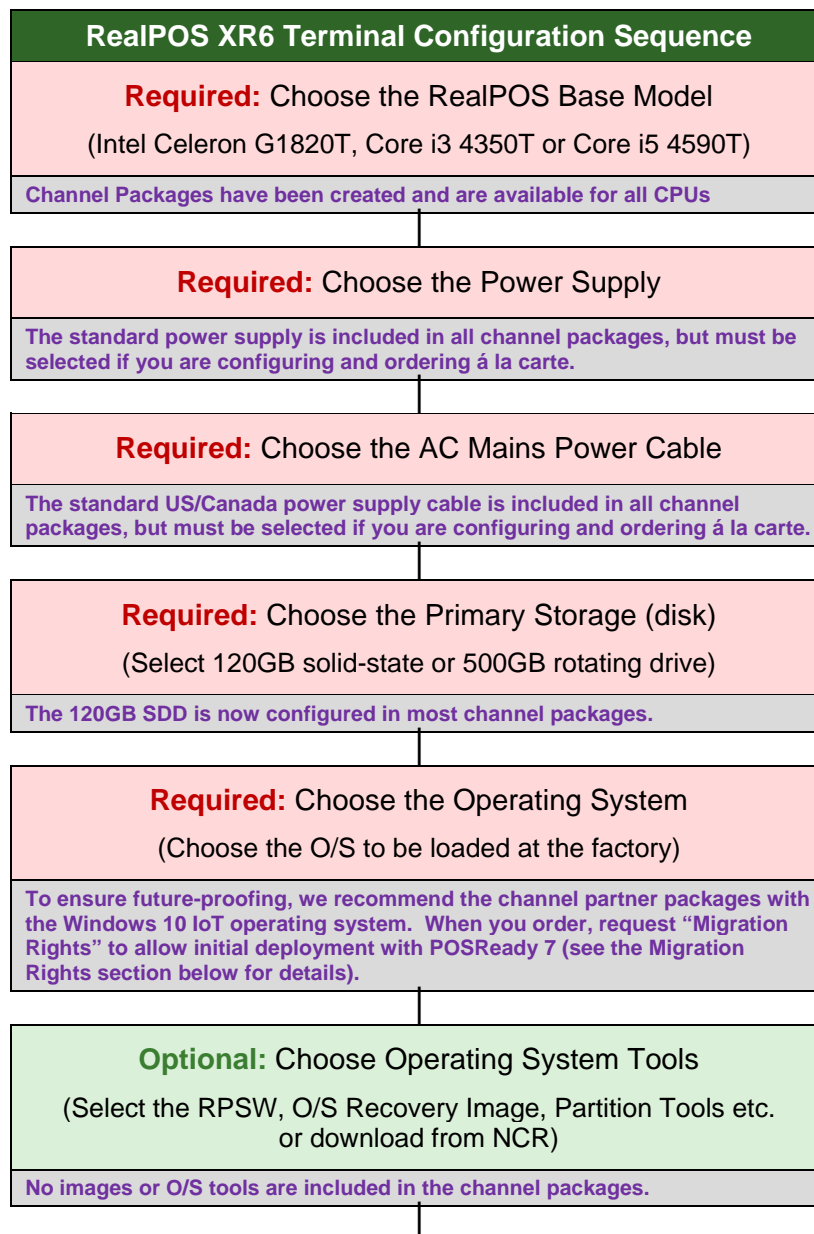 RealPOS XR6 Terminal Configuration Sequence
Required: Choose the RealPOS Base Model
(Intel Celeron G1820T, Core i3 4350T or Core i5 4590T)
Channel Packages have been created and are available for all CPUs
Required: Choose the Power Supply
The standard power supply is included in all channel packages, but must be
selected if you are configuring and ordering á la carte.
Required: Choose the AC Mains Power Cable
The standard US/Canada power supply cable is included in all channel
packages, but must be selected if you are configuring and ordering á la carte.
Required: Choose the Primary Storage (disk)
(Select 120GB solid-state or 500GB rotating drive)
The 120GB SDD is now configured in most channel packages.
Required: Choose the Operating System
(Choose the O/S to be loaded at the factory)
To ensure future-proofing, we recommend the channel partner packages with
the Windows 10 IoT operating system.  When you order, request “Migration
Rights” to allow initial deployment with POSReady 7 (see the Migration
Rights section below for details).
Optional: Choose Operating System Tools
(Select the RPSW, O/S Recovery Image, Partition Tools etc.
or download from NCR)
No images or O/S tools are included in the channel packages.